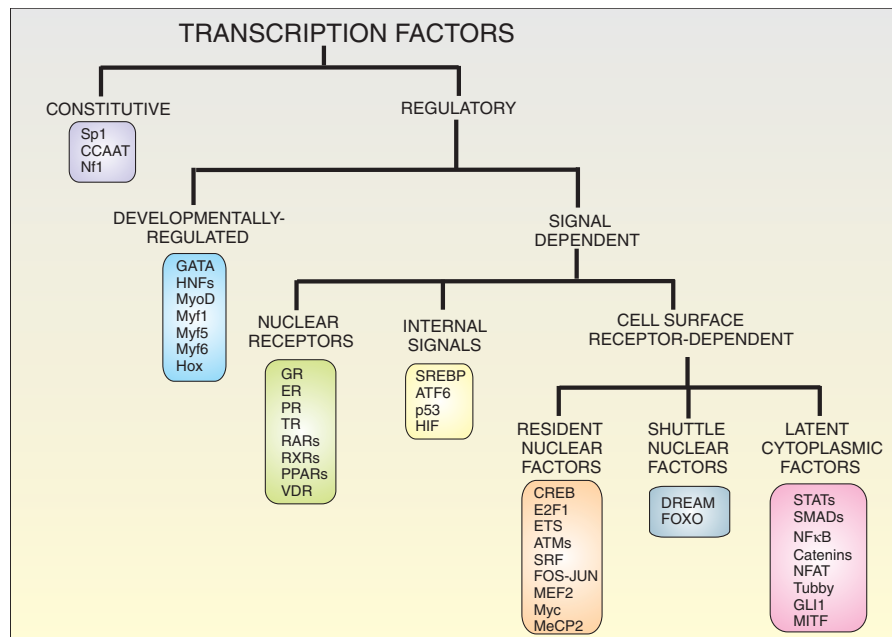 TRANSCRIPTION FACTORS
CONSTITUTIVE
Sp1
CCAAT
Nf1
REGULATORY
DEVELOPMENTALLY-
REGULATED
GATA
HNFs
MyoD
Myf1
Myf5
Myf6
Hox
SIGNAL
DEPENDENT
NUCLEAR
RECEPTORS
GR
ER
PR
TR
RARs
RXRs
PPARs
VDR
INTERNAL
SIGNALS
SREBP
ATF6
p53
HIF
CELL SURFACE
RECEPTOR-DEPENDENT
RESIDENT
NUCLEAR
FACTORS
CREB
E2F1
ETS
ATMs
SRF
FOS-JUN
MEF2
Myc
MeCP2
SHUTTLE
NUCLEAR
FACTORS
DREAM
FOXO
LATENT
CYTOPLASMIC
FACTORS
STATs
SMADs
NFκB
Catenins
NFAT
Tubby
GLI1
MITF